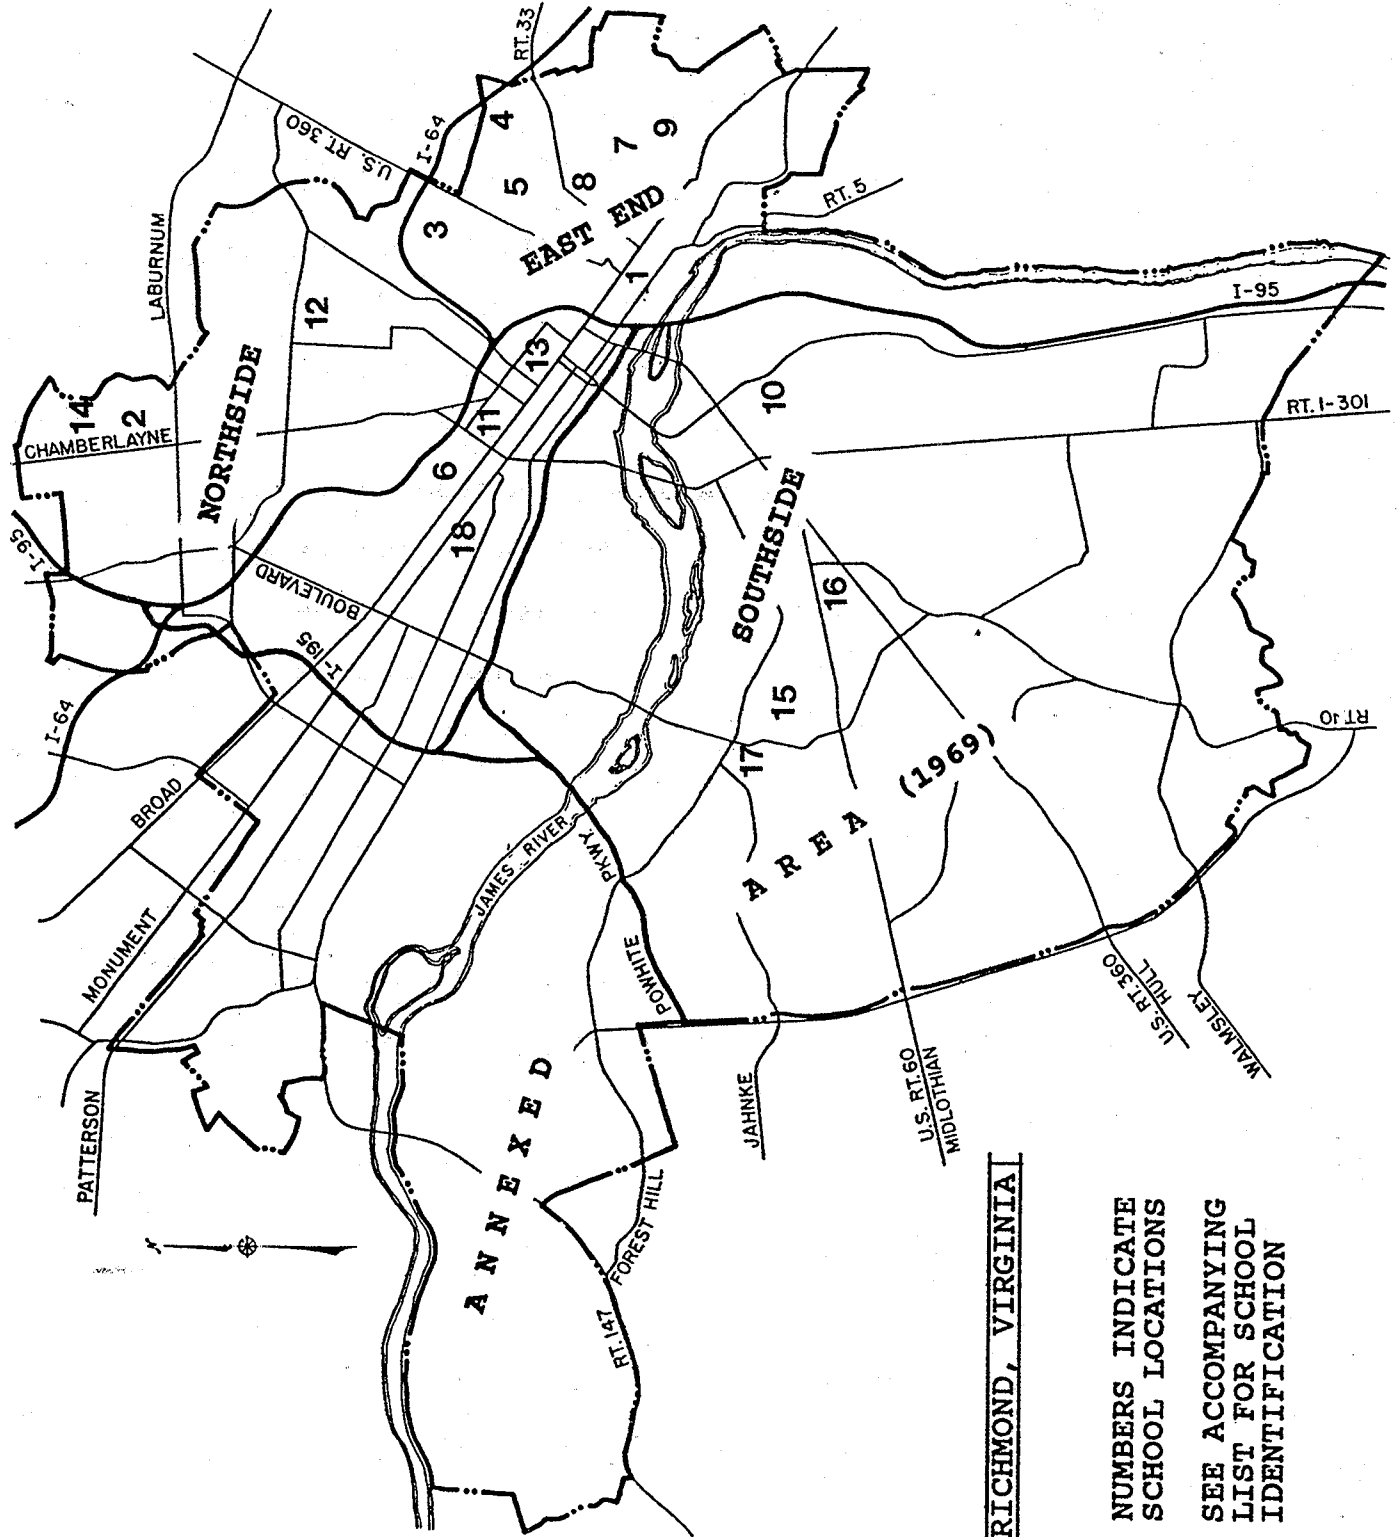 RICHMOND, VIRGINIA
NUMBERS INDICATE
SCHOOL LOCATIONS
SEE ACCOMPANYING
LIST FOR SCHOOL
IDENTIFICATION
N
PATTERSON
MONUMENT
BROAD
I-64
I-195
BOULEVARD
I-95
CHAMBERLAYNE
14
2
LABURNUM
NORTHSIDE
12
U.S. RT. 360
I-64
RT. 33
3
4
5
7
8
9
EAST END
RT. 5
1
13
11
6
18
JAMES RIVER
POWHITE
PKWY.
ANNEXED
AREA (1969)
FOREST HILL
RT. 147
JAHNKE
U.S. RT. 60
MIDLOTHIAN
U.S. RT. 360
HULL
WALMSLEY
RT. 10
SOUTHSIDE
10
15
16
17
I-95
RT. 1-301